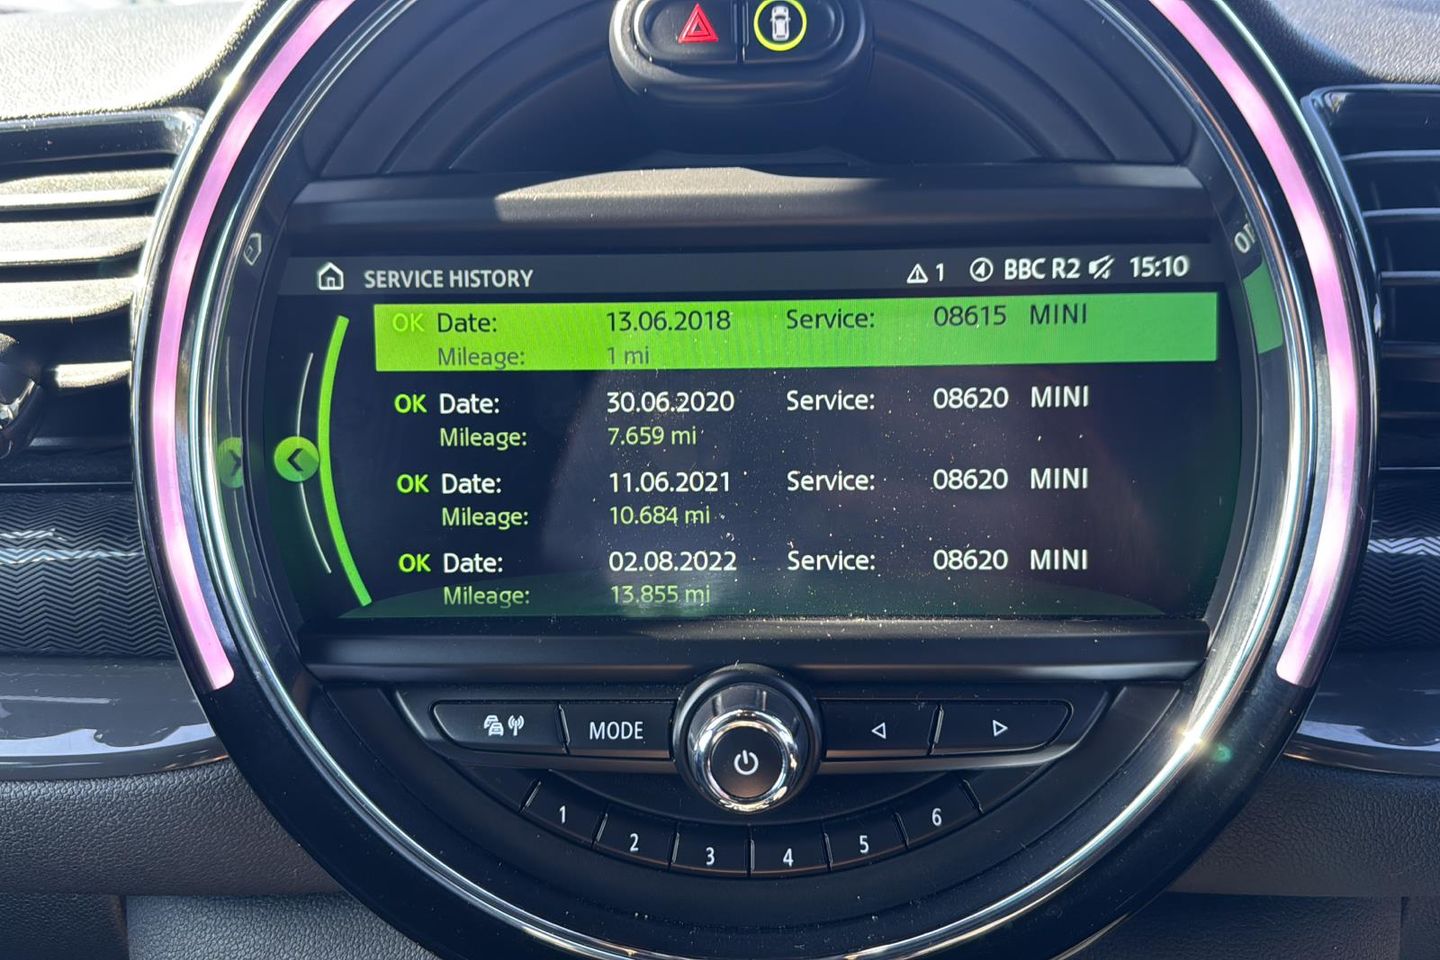 SERVICE HISTORY 1 4 BBC R2 15:10
OK Date: 13.06.2018 Service: 08615 MINI
Mileage: 1 mi
OK Date: 30.06.2020 Service: 08620 MINI
Mileage: 7.659 mi
OK Date: 11.06.2021 Service: 08620 MINI
Mileage: 10.684 mi
OK Date: 02.08.2022 Service: 08620 MINI
Mileage: 13.855 mi
MODE
1 2 3 4 5 6